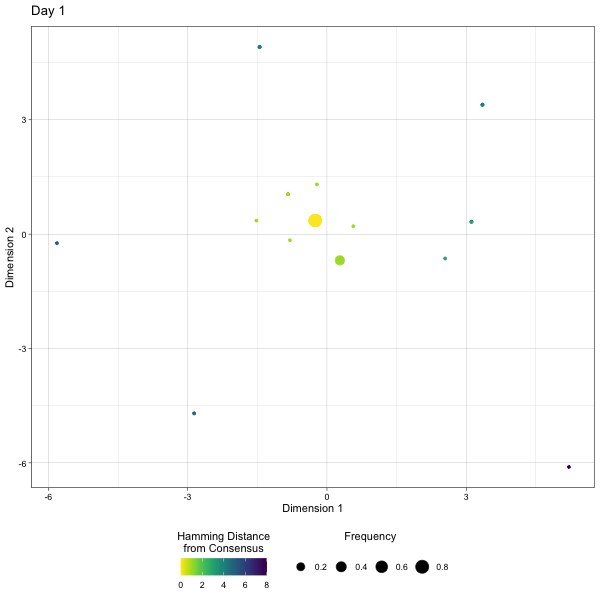 Day 1
Dimension 2
3
0
-3
-6
-6
-3
0
3
Dimension 1
Hamming Distance
from Consensus
0 2 4 6 8
Frequency
0.2 0.4 0.6 0.8